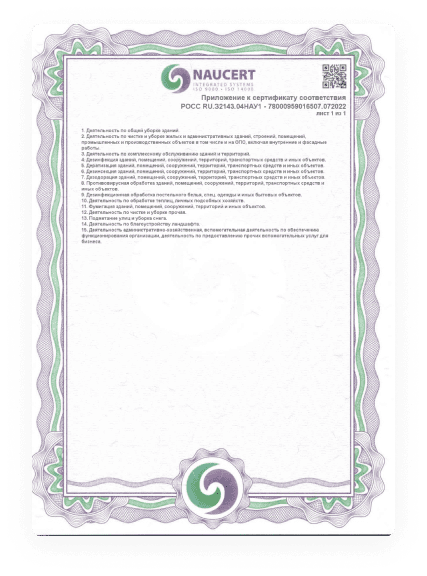 NAUCERT
INTEGRATED SYSTEMS
ISO 9000 • ISO 14000
Приложение к сертификату соответствия
РОСС RU.З2143.04НАУ1 - 78000959016507.072022
лист 1 из 1
1. Деятельность по общей уборке зданий.
2. Деятельность по чистке и уборке жилых и административных зданий, строений, помещений,
промышленных и производственных объектов в том числе и на ОПО, включая внутренние и фасадные
работы.
3. Деятельность по комплексному обслуживанию зданий и территорий.
4. Дезинфекция зданий, помещений, сооружений, территорий, транспортных средств и иных объектов.
5. Дератизация зданий, помещений, сооружений, территорий, транспортных средств и иных объектов.
6. Дезинсекция зданий, помещений, сооружений, территорий, транспортных средств и иных объектов.
7. Дезодорация зданий, помещений, сооружений, территорий, транспортных средств и иных объектов.
8. Противовирусная обработка зданий, помещений, сооружений, территорий, транспортных средств и
иных объектов.
9. Дезинфекционная обработка постельного белья, спец. одежды и иных бытовых объектов.
10. Деятельность по обработке теплиц, личных подсобных хозяйств.
11. Фумигация зданий, помещений, сооружений, территорий и иных объектов.
12. Деятельность по чистке и уборке прочая.
13. Подметание улиц и уборка снега.
14. Деятельность по благоустройству ландшафта.
15. Деятельность административно-хозяйственная, вспомогательная деятельность по обеспечению
функционирования организации, деятельность по предоставлению прочих вспомогательных услуг для
бизнеса.